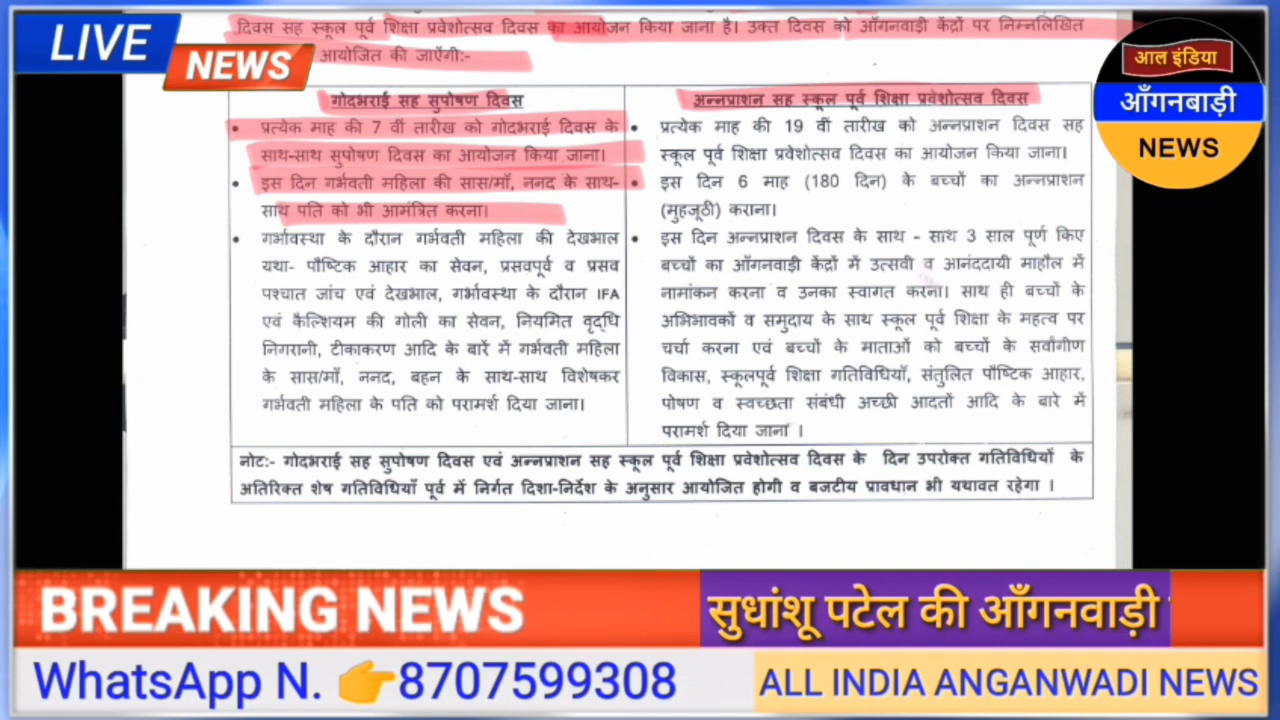 LIVE
NEWS
दिवस सह स्कूल पूर्व शिक्षा प्रवेशोत्सव दिवस का आयोजन किया जाना है। उक्त दिवस को आँगनवाड़ी केंद्रों पर निम्नलिखित
आयोजित की जाएँगी:-
आल इंडिया
आँगनबाड़ी
NEWS
गोदभराई सह सुपोषण दिवस
• प्रत्येक माह की 7 वीं तारीख को गोदभराई दिवस के
साथ-साथ सुपोषण दिवस का आयोजन किया जाना।
• इस दिन गर्भवती महिला की सास/माँ, ननद के साथ-
साथ पति को भी आमंत्रित करना।
• गर्भावस्था के दौरान गर्भवती महिला की देखभाल
यथा- पौष्टिक आहार का सेवन, प्रसवपूर्व व प्रसव
पश्चात जांच एवं देखभाल, गर्भावस्था के दौरान IFA
एवं कैल्शियम की गोली का सेवन, नियमित वृद्धि
निगरानी, टीकाकरण आदि के बारें में गर्भवती महिला
के सास/माँ, ननद, बहन के साथ-साथ विशेषकर
गर्भवती महिला के पति को परामर्श दिया जाना।
अन्नप्राशन सह स्कूल पूर्व शिक्षा प्रवेशोत्सव दिवस
• प्रत्येक माह की 19 वीं तारीख को अन्नप्राशन दिवस सह
स्कूल पूर्व शिक्षा प्रवेशोत्सव दिवस का आयोजन किया जाना।
• इस दिन 6 माह (180 दिन) के बच्चों का अन्नप्राशन
(मुहजूठी) कराना।
• इस दिन अन्नप्राशन दिवस के साथ - साथ 3 साल पूर्ण किए
बच्चों का आँगनवाड़ी केंद्रों में उत्सवी व आनंददायी माहौल में
नामांकन करना व उनका स्वागत करना। साथ ही बच्चों के
अभिभावकों व समुदाय के साथ स्कूल पूर्व शिक्षा के महत्व पर
चर्चा करना एवं बच्चों के माताओं को बच्चों के सर्वांगीण
विकास, स्कूलपूर्व शिक्षा गतिविधियाँ, संतुलित पौष्टिक आहार,
पोषण व स्वच्छता संबंधी अच्छी आदतों आदि के बारे में
परामर्श दिया जाना ।
नोट:- गोदभराई सह सुपोषण दिवस एवं अन्नप्राशन सह स्कूल पूर्व शिक्षा प्रवेशोत्सव दिवस के दिन उपरोक्त गतिविधियों के
अतिरिक्त शेष गतिविधियाँ पूर्व में निर्गत दिशा-निर्देश के अनुसार आयोजित होगी व बजटीय प्रावधान भी यथावत रहेगा ।
BREAKING NEWS
सुधांशू पटेल की आँगनवाड़ी
WhatsApp N. 👉8707599308
ALL INDIA ANGANWADI NEWS